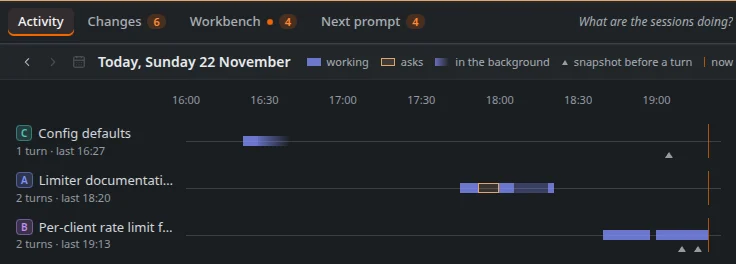 Activity Changes 6 Workbench 4 Next prompt 4 What are the sessions doing?
Today, Sunday 22 November working asks in the background snapshot before a turn now
16:00 16:30 17:00 17:30 18:00 18:30 19:00
C Config defaults
1 turn · last 16:27
A Limiter documentati...
2 turns · last 18:20
B Per-client rate limit f...
2 turns · last 19:13